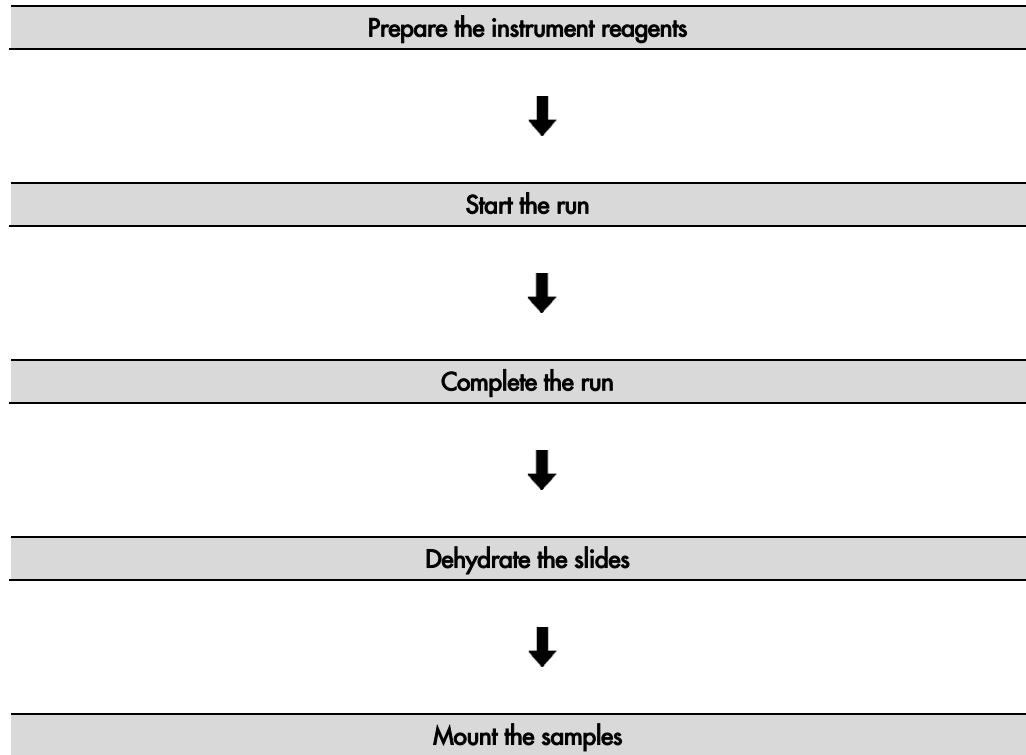 Prepare the instrument reagents
Start the run
Complete the run
Dehydrate the slides
Mount the samples